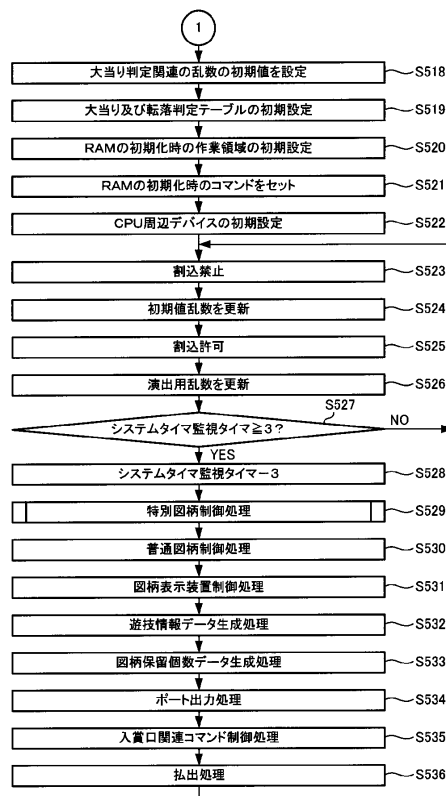 1
大当り判定関連の乱数の初期値を設定 S518
大当り及び転落判定テーブルの初期設定 S519
RAMの初期化時の作業領域の初期設定 S520
RAMの初期化時のコマンドをセット S521
CPU周辺デバイスの初期設定 S522
割込禁止 S523
初期値乱数を更新 S524
割込許可 S525
演出用乱数を更新 S526
S527
システムタイマ監視タイマ≧3? NO
YES
システムタイマ監視タイマ−3 S528
特別図柄制御処理 S529
普通図柄制御処理 S530
図柄表示装置制御処理 S531
遊技情報データ生成処理 S532
図柄保留個数データ生成処理 S533
ポート出力処理 S534
入賞口関連コマンド制御処理 S535
払出処理 S536